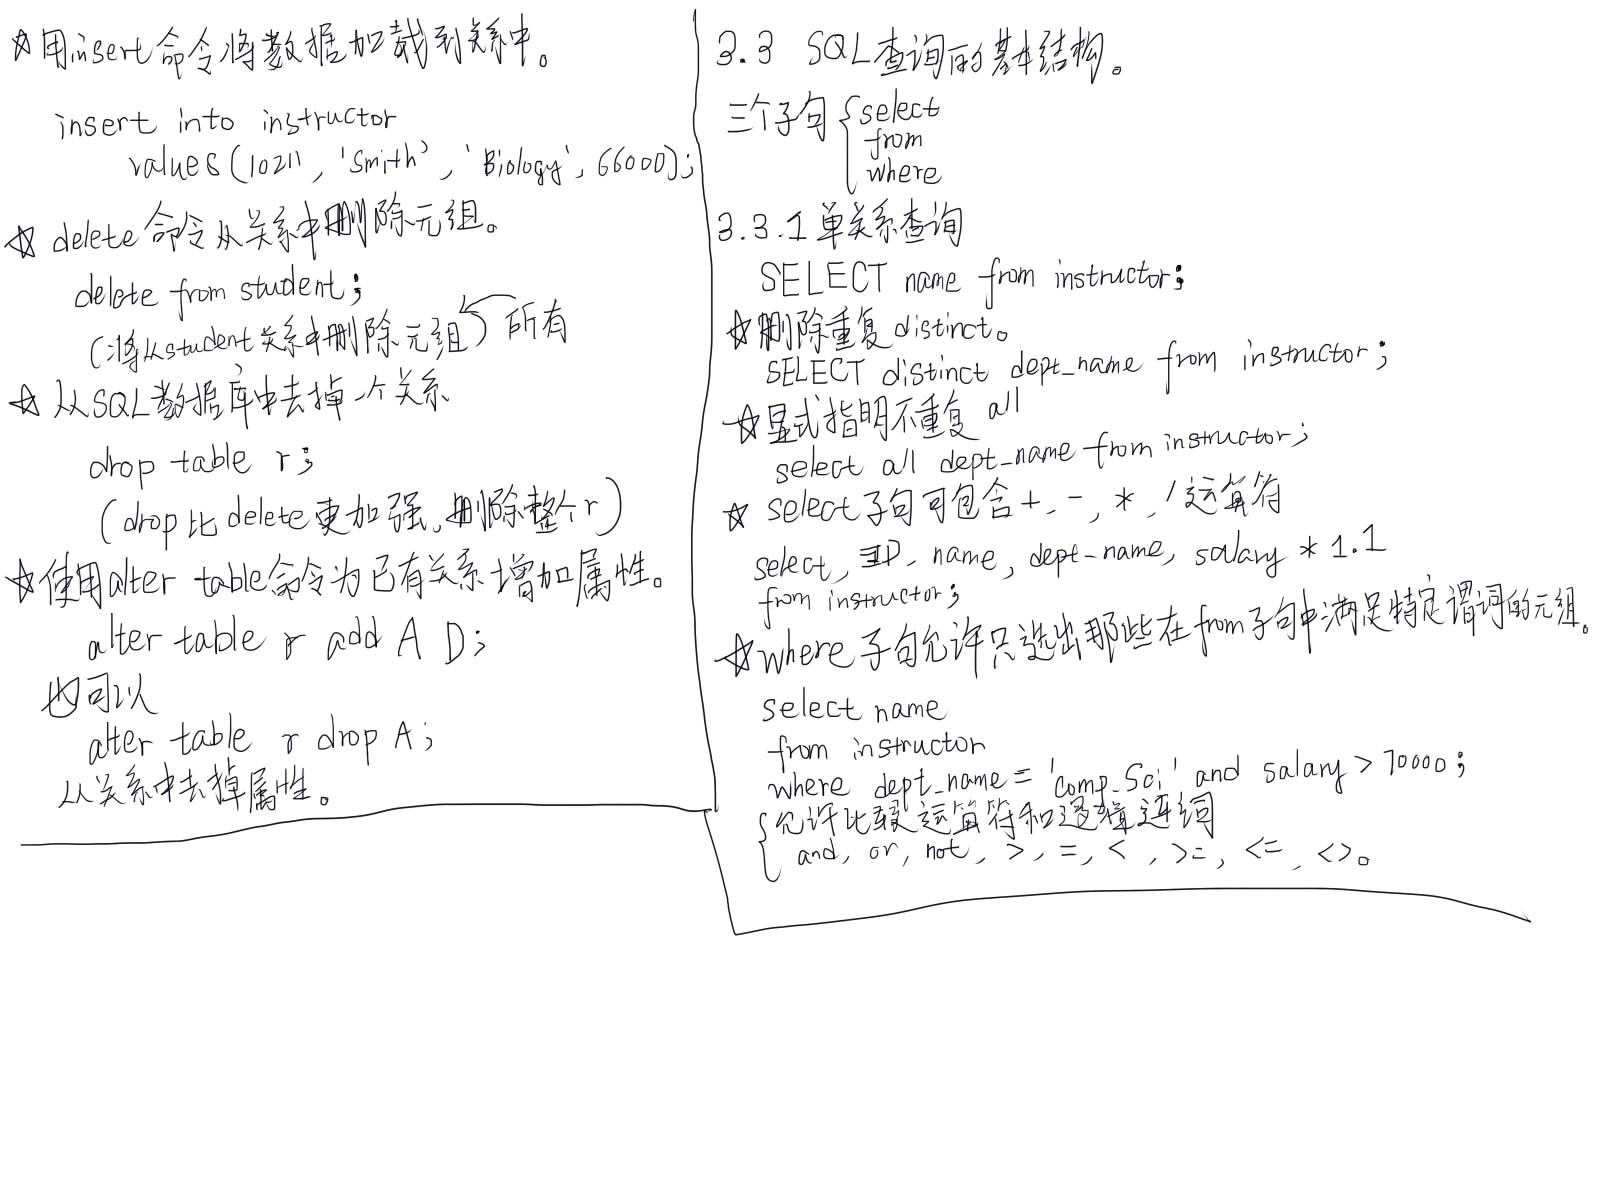 ☆用insert命令将数据加载到关系中。
insert into instructor
values(10211, 'Smith', 'Biology', 66000);
☆delete命令从关系中删除元组。
delete from student;
(将从student关系中删除元组) 所有
☆从SQL数据库中去掉一个关系
drop table r;
(drop比delete更加强,删除整个r)
☆使用alter table命令为已有关系增加属性。
alter table r add A D;
也可以
alter table r drop A;
从关系中去掉属性。
3.3 SQL查询的基本结构。
三个子句 { select
from
where
3.3.1单关系查询
SELECT name from instructor;
☆删除重复distinct。
SELECT distinct dept_name from instructor;
☆显式指明不重复 all
select all dept_name from instructor;
☆select子句可包含+、-,*、/运算符
select, ID, name, dept-name, salary * 1.1
from instructor;
☆where子句允许只选出那些在from子句中满足特定谓词的元组。
select name
from instructor
where dept_name = 'Comp_Sci' and salary > 70000;
{ 允许比较运算符和逻辑连词
and, or, not, >, =, <, >=, <=, <>。